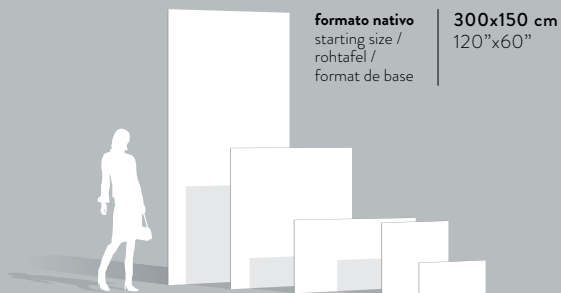 formato nativo
starting size /
rohtafel /
format de base
300x150 cm
120”x60”